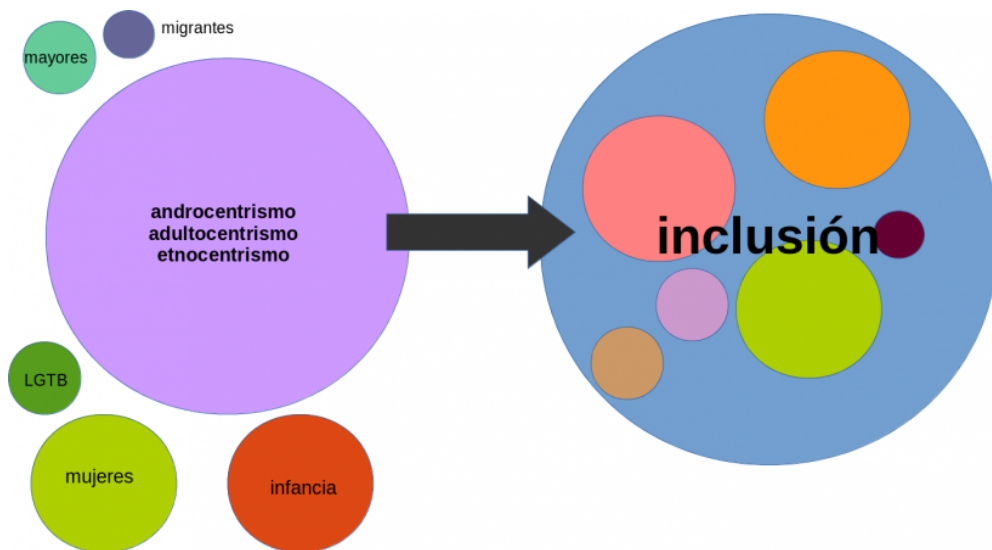 migrantes
mayores
androcentrismo
adultocentrismo
etnocentrismo
inclusión
LGTB
mujeres
infancia